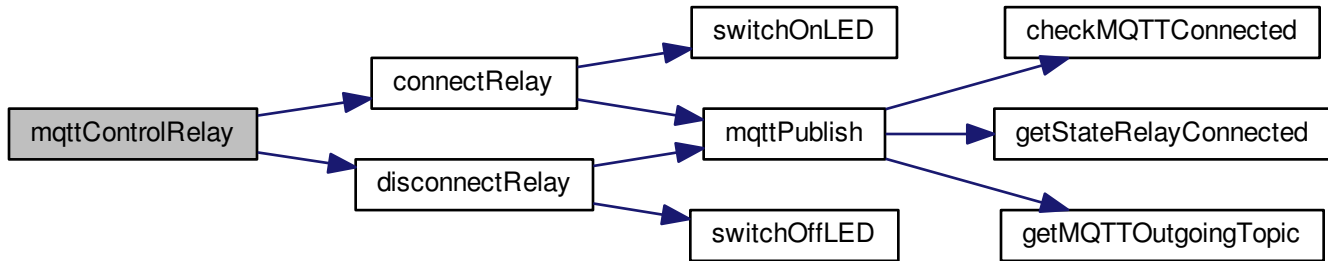 mqttControlRelay
connectRelay
disconnectRelay
switchOnLED
mqttPublish
switchOffLED
checkMQTTConnected
getStateRelayConnected
getMQTTOutgoingTopic